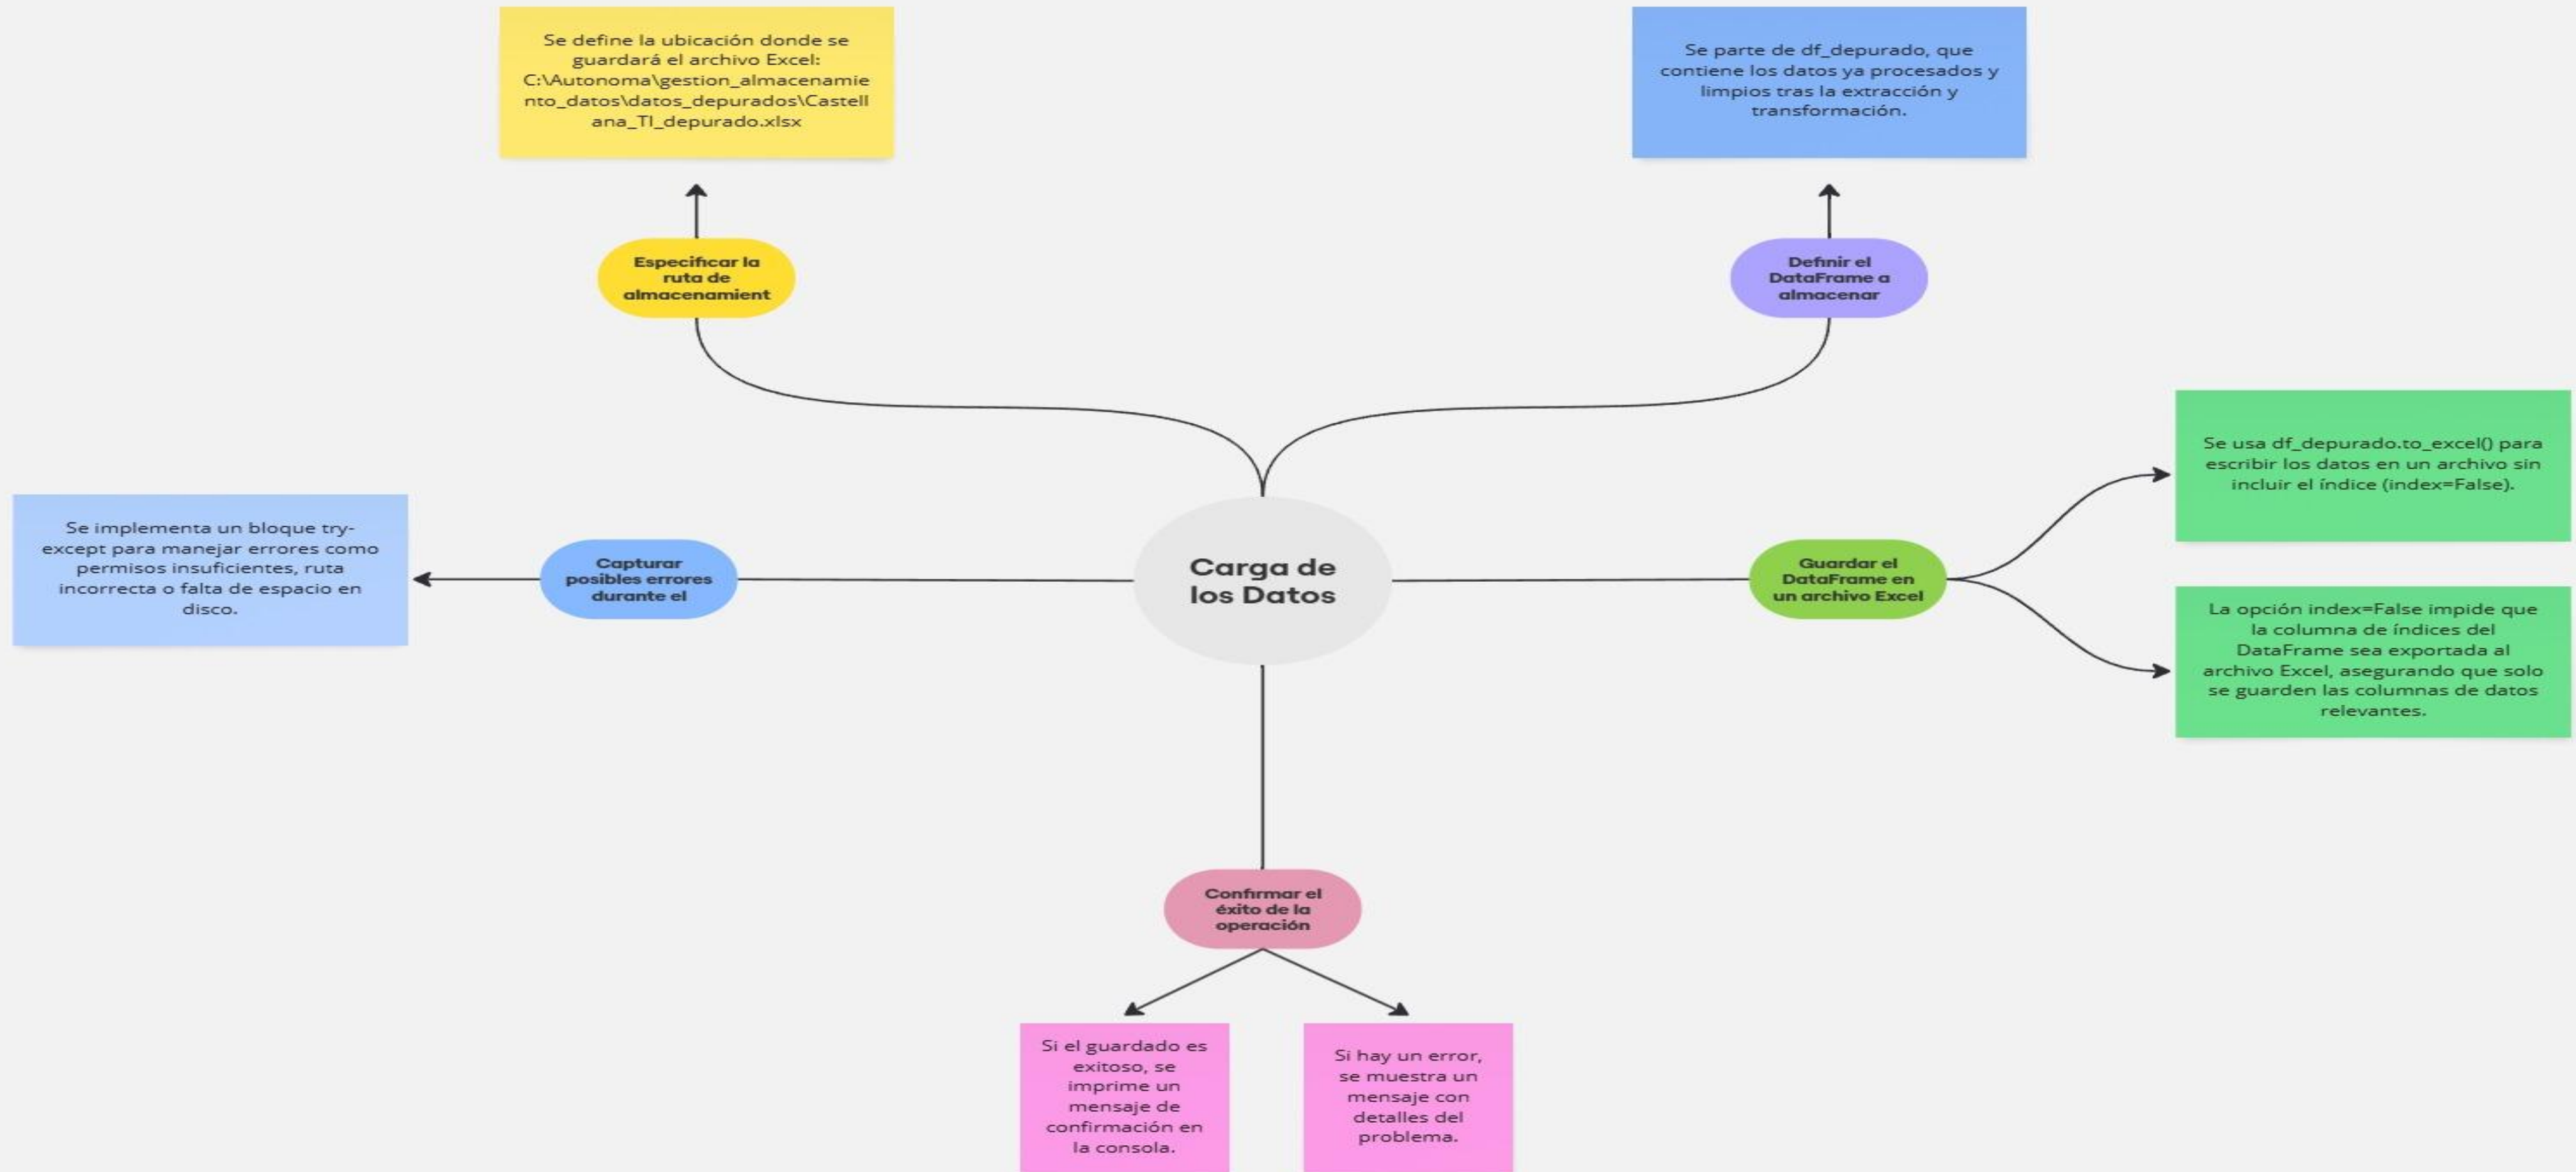 Se define la ubicación donde se
guardará el archivo Excel:
C:\Autonoma\gestion_almacenamie
nto_datos\datos_depurados\Castell
ana_TI_depurado.xlsx
Se parte de df_depurado, que
contiene los datos ya procesados y
limpios tras la extracción y
transformación.
Especificar la
ruta de
almacenamient
Definir el
DataFrame a
almacenar
Se usa df_depurado.to_excel() para
escribir los datos en un archivo sin
incluir el índice (index=False).
Se implementa un bloque try-
except para manejar errores como
permisos insuficientes, ruta
incorrecta o falta de espacio en
disco.
Capturar
posibles errores
durante el
Carga de
los Datos
Guardar el
DataFrame en
un archivo Excel
La opción index=False impide que
la columna de índices del
DataFrame sea exportada al
archivo Excel, asegurando que solo
se guarden las columnas de datos
relevantes.
Confirmar el
éxito de la
operación
Si el guardado es
exitoso, se
imprime un
mensaje de
confirmación en
la consola.
Si hay un error,
se muestra un
mensaje con
detalles del
problema.